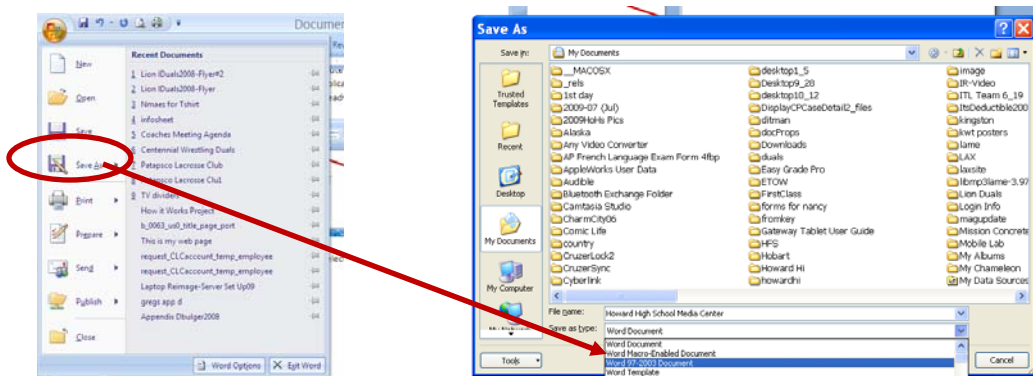 Documen
Recent Documents
New
Open
Save
Save As
Print
Prepare
Send
Publish
Close
1 Lion IDuals2008-Flyer#2
2 Lion IDuals2008-Flyer
3 Nmaes for Tshirt
4 infosheet
5 Coaches Meeting Agenda
6 Centennial Wrestling Duals
7 Patapsco Lacrosse Club
8 Patapsco Lacrosse Clu1
9 TV dividers
How it Works Project
b_0063_us0_title_page_port
This is my web page
request_CLCaccount_temp_employee
request_CLCaccount_temp_employee
Laptop Reimage-Server Set Up09
gregs app d
Appendix Dbulger2008
Word Options
Exit Word
Save As
Save in:
My Documents
Trusted Templates
Recent
Desktop
My Documents
My Computer
__MACOSX
_rels
1st day
2009-07 (Jul)
2009HoHs Pics
Alaska
Any Video Converter
AP French Language Exam Form 4fbp
AppleWorks User Data
Audible
Bluetooth Exchange Folder
Camtasia Studio
CharmCity06
Comic Life
country
CruzerLock2
CruzerSync
Cyberlink
desktop1_5
Desktop9_28
desktop10_12
DisplayCPCaseDetail2_files
ditman
docProps
Downloads
duals
Easy Grade Pro
ETOW
FirstClass
forms for nancy
fromkey
Gateway Tablet User Guide
HPS
Hobart
Howard Hi
howardhi
image
IR-Video
ITL Team 6_19
ItsDeductible200
kingston
kwt posters
lame
LAX
laxsite
libmp3lame-3.97
Lion Duals
Login Info
magupdate
Mission Concrete
Mobile Lab
My Albums
My Chameleon
My Data Sources
File name:
Howard High School Media Center
Save as type:
Word Document
Word Document
Word Macro-Enabled Document
Word 97-2003 Document
Word Template
Tools
Cancel